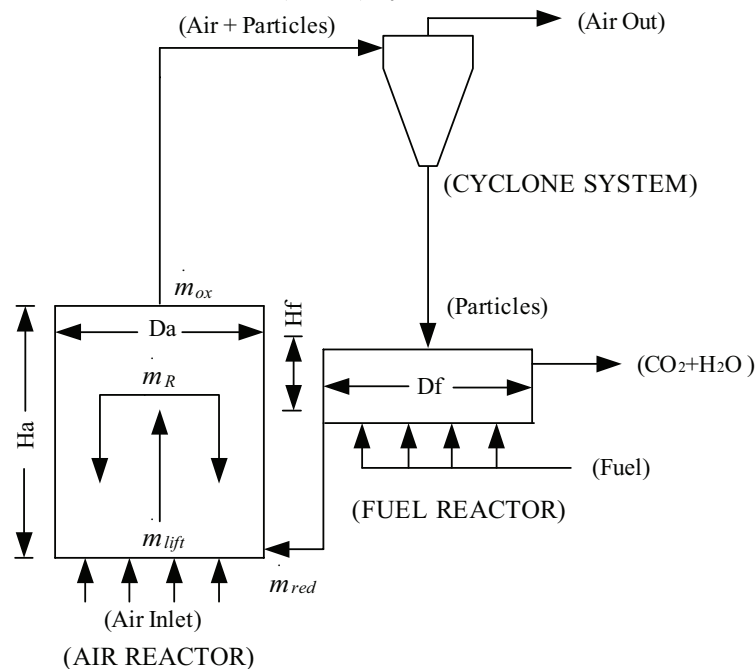 (Air + Particles)
(Air Out)
(CYCLONE SYSTEM)
ṁox
(Particles)
Hf
Da
(CO₂+H₂O )
Df
ṁR
Ha
(Fuel)
(FUEL REACTOR)
ṁlift
ṁred
(Air Inlet)
(AIR REACTOR)